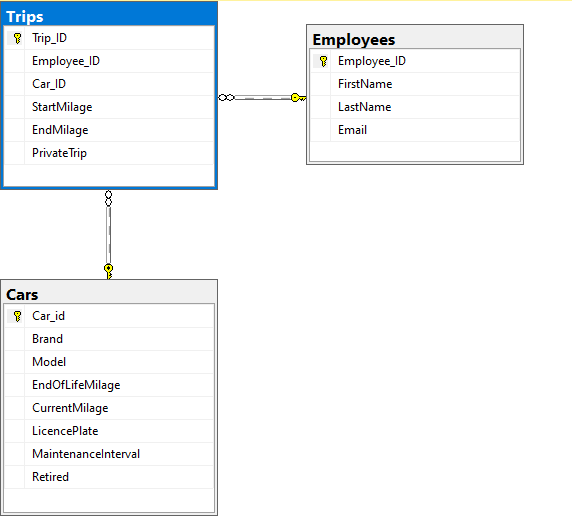 Trips
Trip_ID
Employee_ID
Car_ID
StartMilage
EndMilage
PrivateTrip
Employees
Employee_ID
FirstName
LastName
Email
Cars
Car_id
Brand
Model
EndOfLifeMilage
CurrentMilage
LicencePlate
MaintenanceInterval
Retired